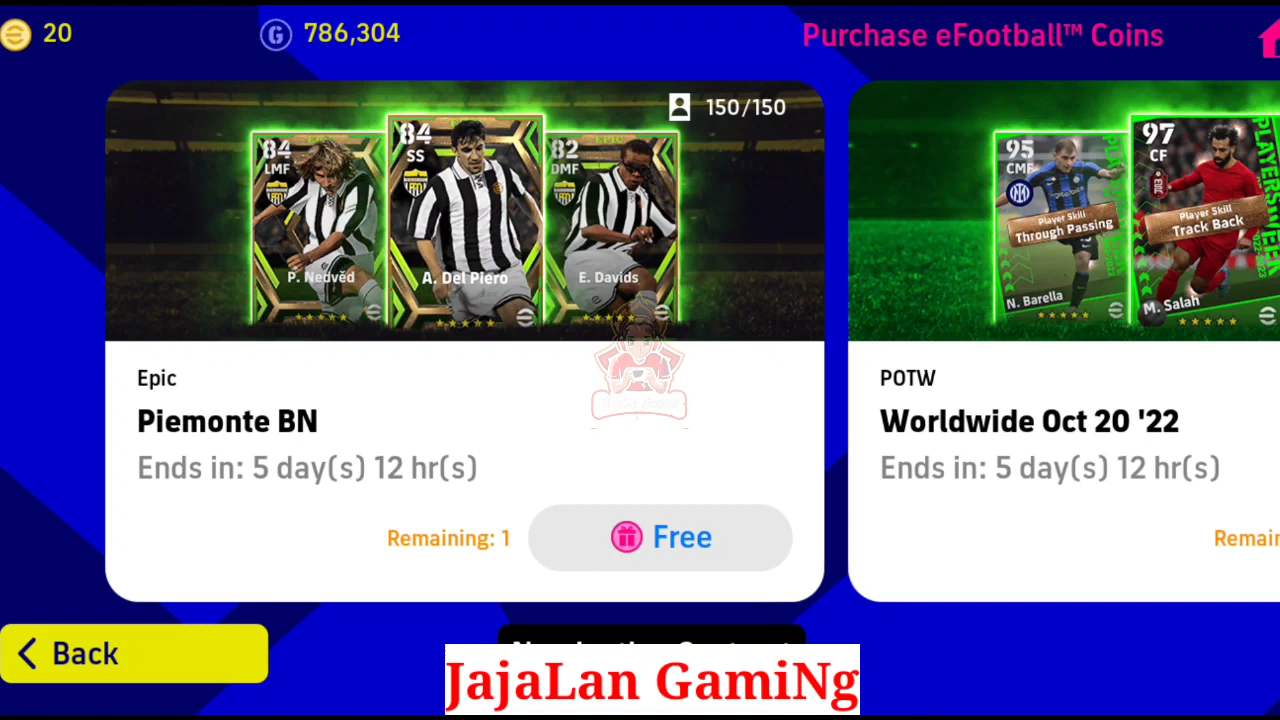 20
786,304
Purchase eFootball™ Coins
150/150
84
LMF
P. Nedvěd
84
SS
A. Del Piero
EPIC
82
DMF
E. Davids
95
CMF
Player Skill
Through Passing
N. Barella
97
CF
Player Skill
Track Back
M. Salah
Epic
Piemonte BN
Ends in: 5 day(s) 12 hr(s)
Remaining: 1
Free
POTW
Worldwide Oct 20 '22
Ends in: 5 day(s) 12 hr(s)
Remain
Back
JajaLan GamiNg